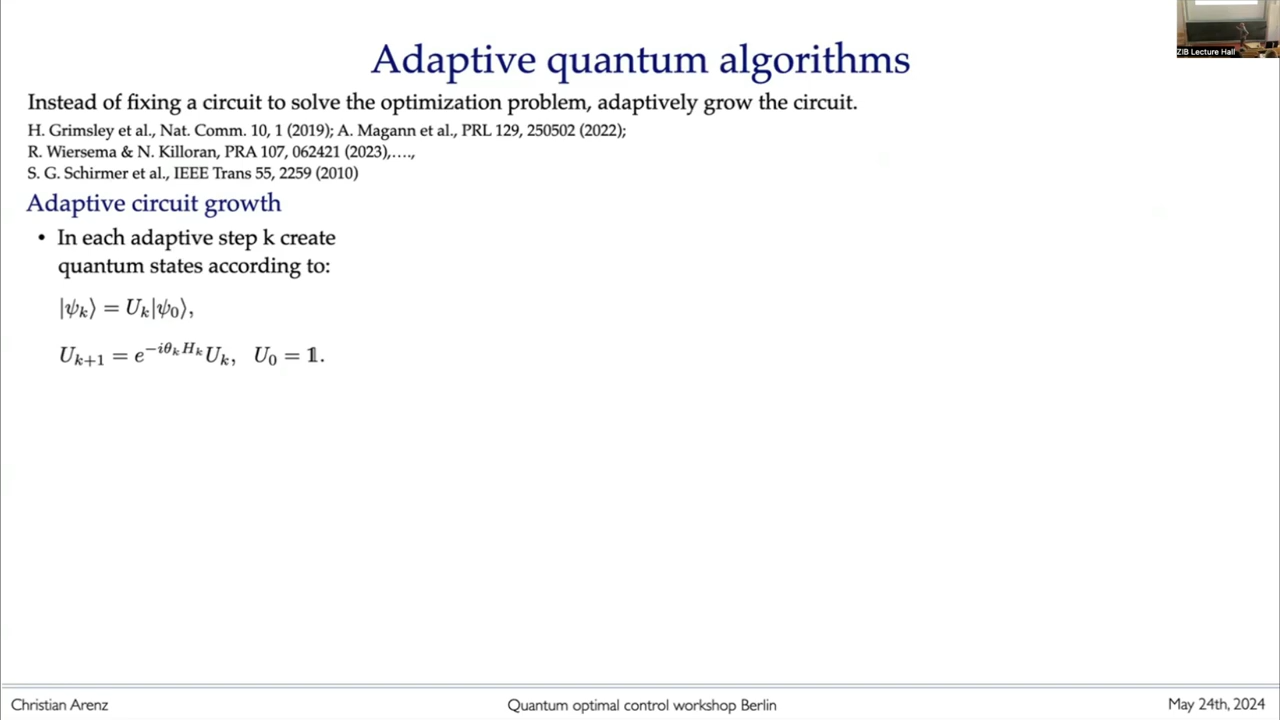 ZIB Lecture Hall
Adaptive quantum algorithms
Instead of fixing a circuit to solve the optimization problem, adaptively grow the circuit.
H. Grimsley et al., Nat. Comm. 10, 1 (2019); A. Magann et al., PRL 129, 250502 (2022);
R. Wiersema & N. Killoran, PRA 107, 062421 (2023),....,
S. G. Schirmer et al., IEEE Trans 55, 2259 (2010)
Adaptive circuit growth
• In each adaptive step k create
quantum states according to:
|ψ_k⟩ = U_k|ψ_0⟩,
U_{k+1} = e^{-iθ_k H_k} U_k, U_0 = 𝟙.
Christian Arenz
Quantum optimal control workshop Berlin
May 24th, 2024